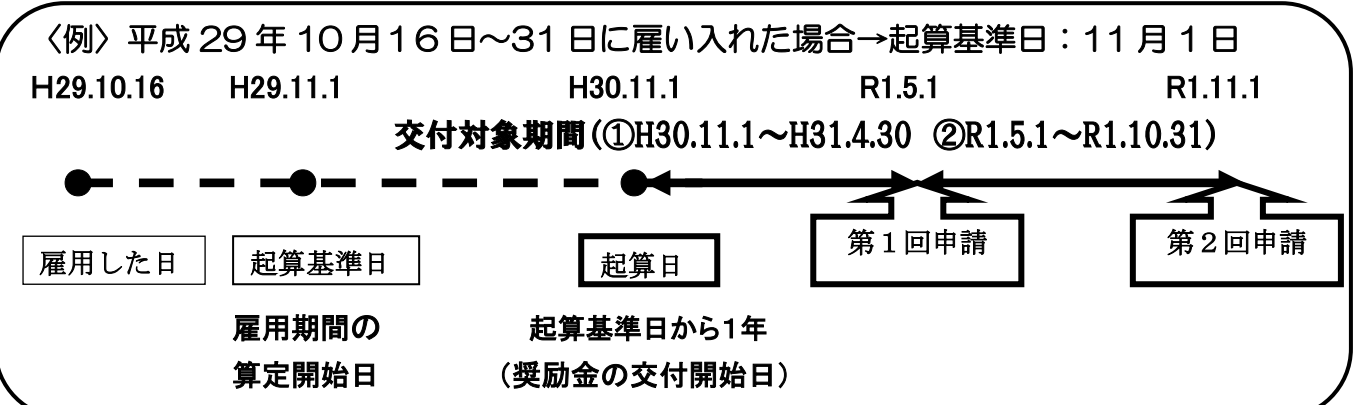 〈例〉平成29年10月16日～31日に雇い入れた場合→起算基準日：11月1日
H29.10.16 H29.11.1 H30.11.1 R1.5.1 R1.11.1
交付対象期間(①H30.11.1～H31.4.30 ②R1.5.1～R1.10.31)
雇用した日 起算基準日 起算日 第1回申請 第2回申請
雇用期間の 起算基準日から1年
算定開始日 （奨励金の交付開始日）